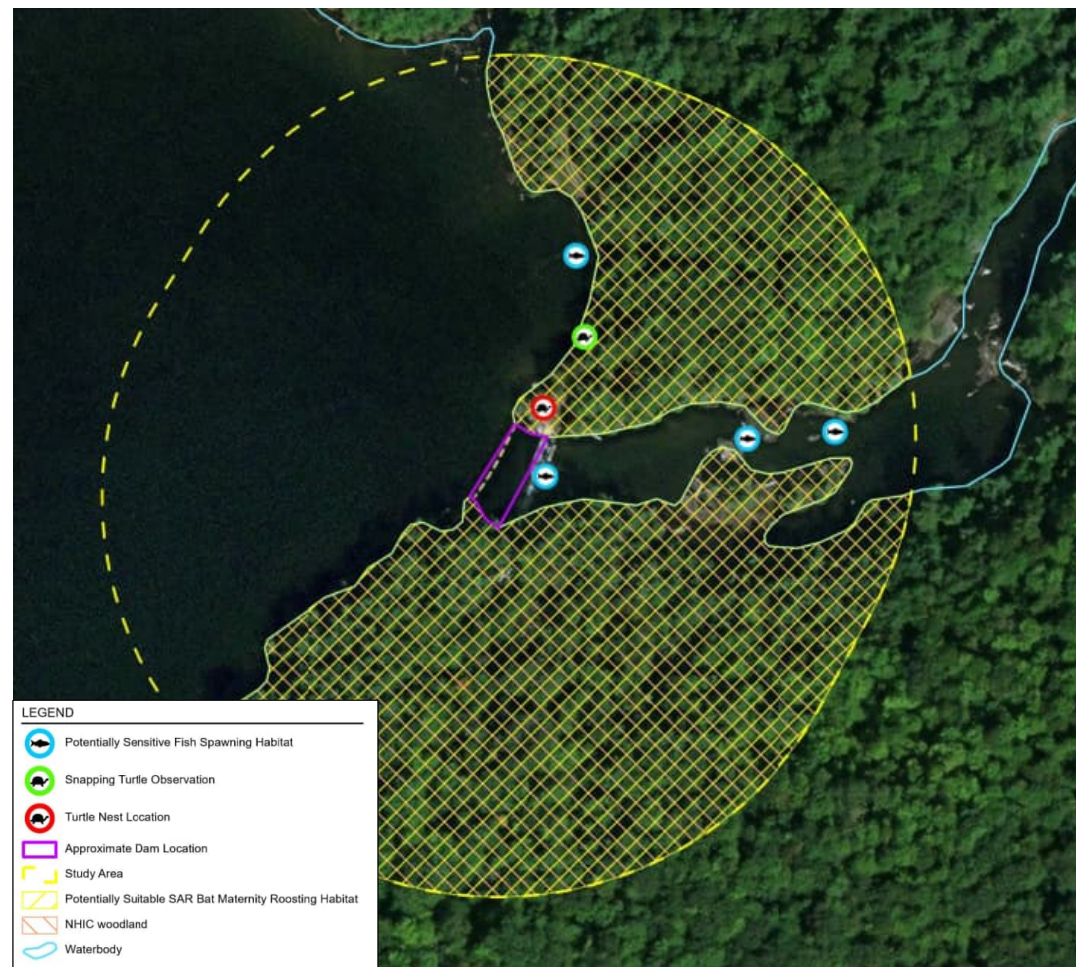 LEGEND
Potentially Sensitive Fish Spawning Habitat
Snapping Turtle Observation
Turtle Nest Location
Approximate Dam Location
Study Area
Potentially Suitable SAR Bat Maternity Roosting Habitat
NHIC woodland
Waterbody